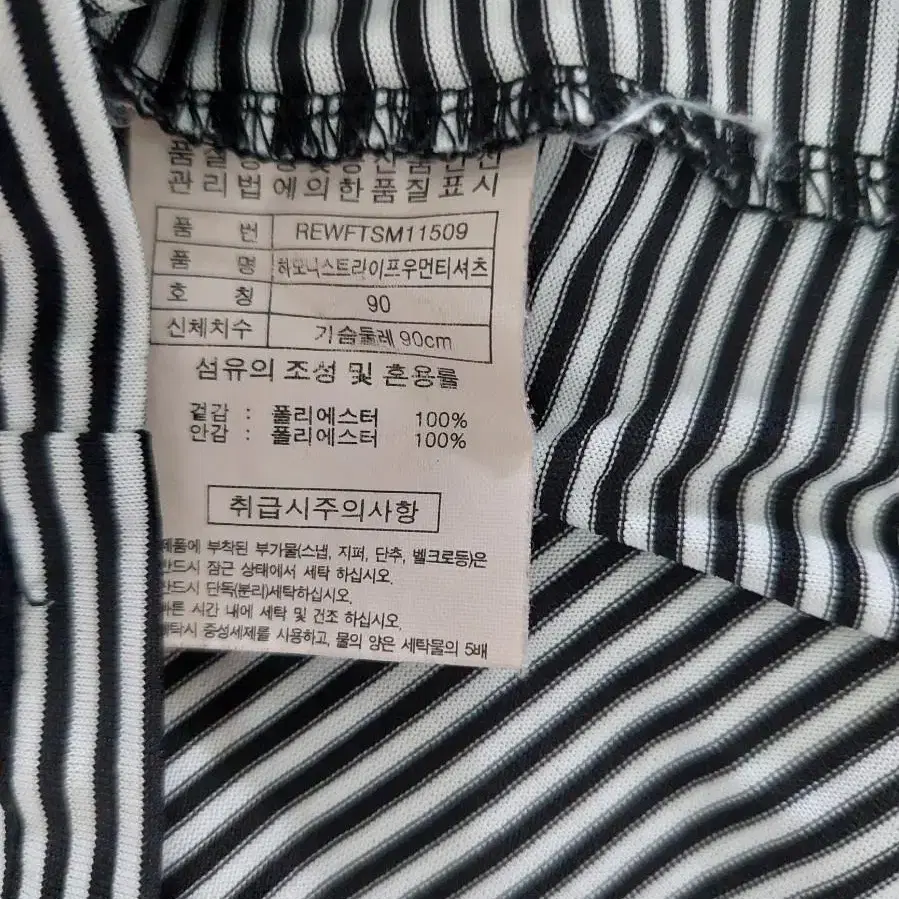 관리법에의한품질표시
품 번 REWFTSM11509
품 명 하모니스트라이프우먼티셔츠
호 칭 90
신체치수 가슴둘레 90cm
섬유의 조성 및 혼용률
겉감 : 폴리에스터 100%
안감 : 폴리에스터 100%
취급시주의사항
제품에 부착된 부가물(스냅, 지퍼, 단추, 벨크로등)은
반드시 잠근 상태에서 세탁 하십시오.
반드시 단독(분리)세탁하십시오.
빠른 시간 내에 세탁 및 건조 하십시오.
세탁시 중성세제를 사용하고, 물의 양은 세탁물의 5배